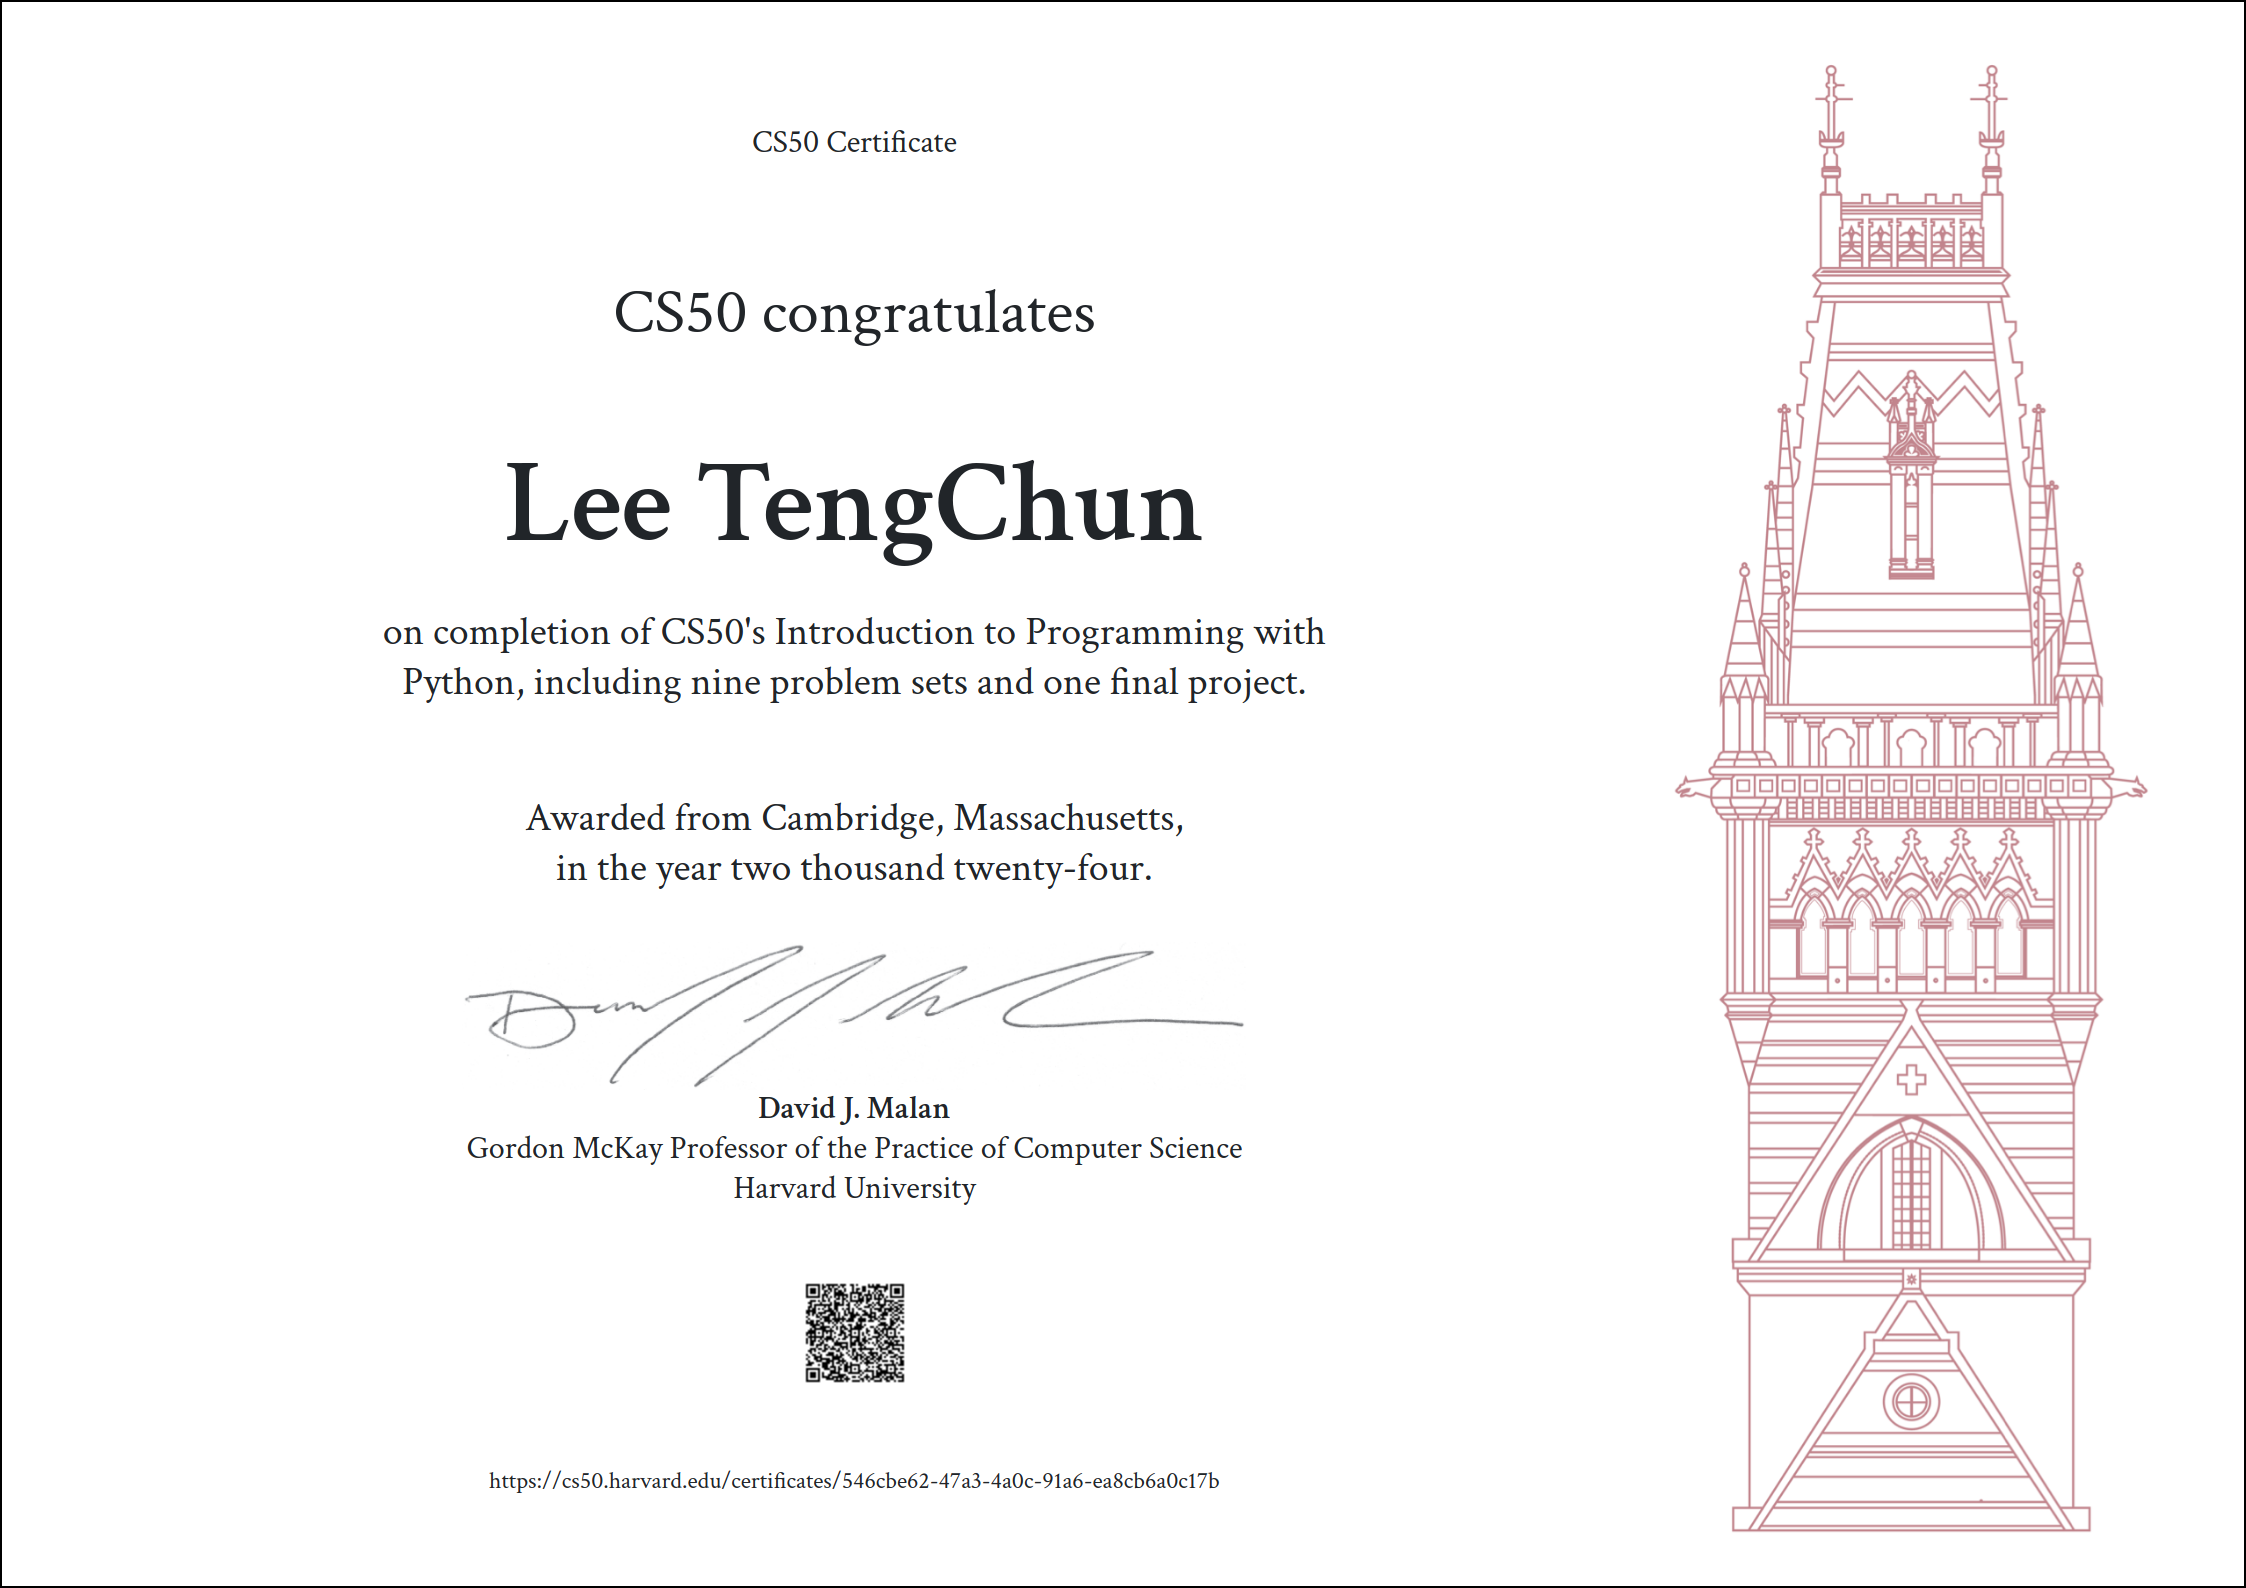 CS50 Certificate
CS50 congratulates
Lee TengChun
on completion of CS50's Introduction to Programming with
Python, including nine problem sets and one final project.
Awarded from Cambridge, Massachusetts,
in the year two thousand twenty-four.
David J. Malan
Gordon McKay Professor of the Practice of Computer Science
Harvard University
https://cs50.harvard.edu/certificates/546cbe62-47a3-4a0c-91a6-ea8cb6a0c17b